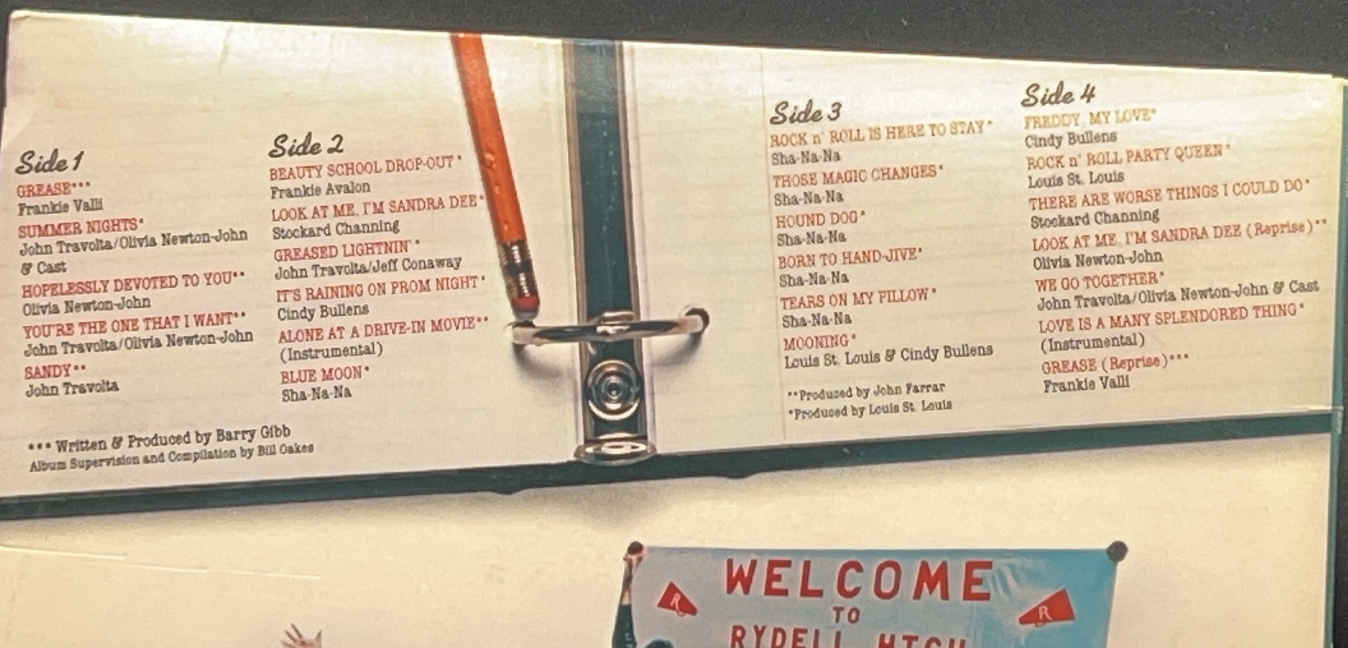 Side 1
GREASE***
Frankie Valli
SUMMER NIGHTS*
John Travolta/Olivia Newton-John
& Cast
HOPELESSLY DEVOTED TO YOU**
Olivia Newton-John
YOU'RE THE ONE THAT I WANT**
John Travolta/Olivia Newton-John
SANDY**
John Travolta
*** Written & Produced by Barry Gibb
Album Supervision and Compilation by Bill Oakes
Side 2
BEAUTY SCHOOL DROP-OUT*
Frankie Avalon
LOOK AT ME, I'M SANDRA DEE*
Stockard Channing
GREASED LIGHTNIN'*
John Travolta/Jeff Conaway
IT'S RAINING ON PROM NIGHT*
Cindy Bullens
ALONE AT A DRIVE-IN MOVIE**
(Instrumental)
BLUE MOON*
Sha-Na-Na
Side 3
ROCK n' ROLL IS HERE TO STAY*
Sha-Na-Na
THOSE MAGIC CHANGES*
Sha-Na-Na
HOUND DOG*
Sha-Na-Na
BORN TO HAND-JIVE*
Sha-Na-Na
TEARS ON MY PILLOW*
Sha-Na-Na
MOONING*
Louis St. Louis & Cindy Bullens
**Produced by John Farrar
*Produced by Louis St. Louis
Side 4
FREDDY, MY LOVE*
Cindy Bullens
ROCK n' ROLL PARTY QUEEN*
Louis St. Louis
THERE ARE WORSE THINGS I COULD DO*
Stockard Channing
LOOK AT ME, I'M SANDRA DEE (Reprise)**
Olivia Newton-John
WE GO TOGETHER*
John Travolta/Olivia Newton-John & Cast
LOVE IS A MANY SPLENDORED THING*
(Instrumental)
GREASE (Reprise)***
Frankie Valli
WELCOME
R
R
TO
RYDELL HIGH